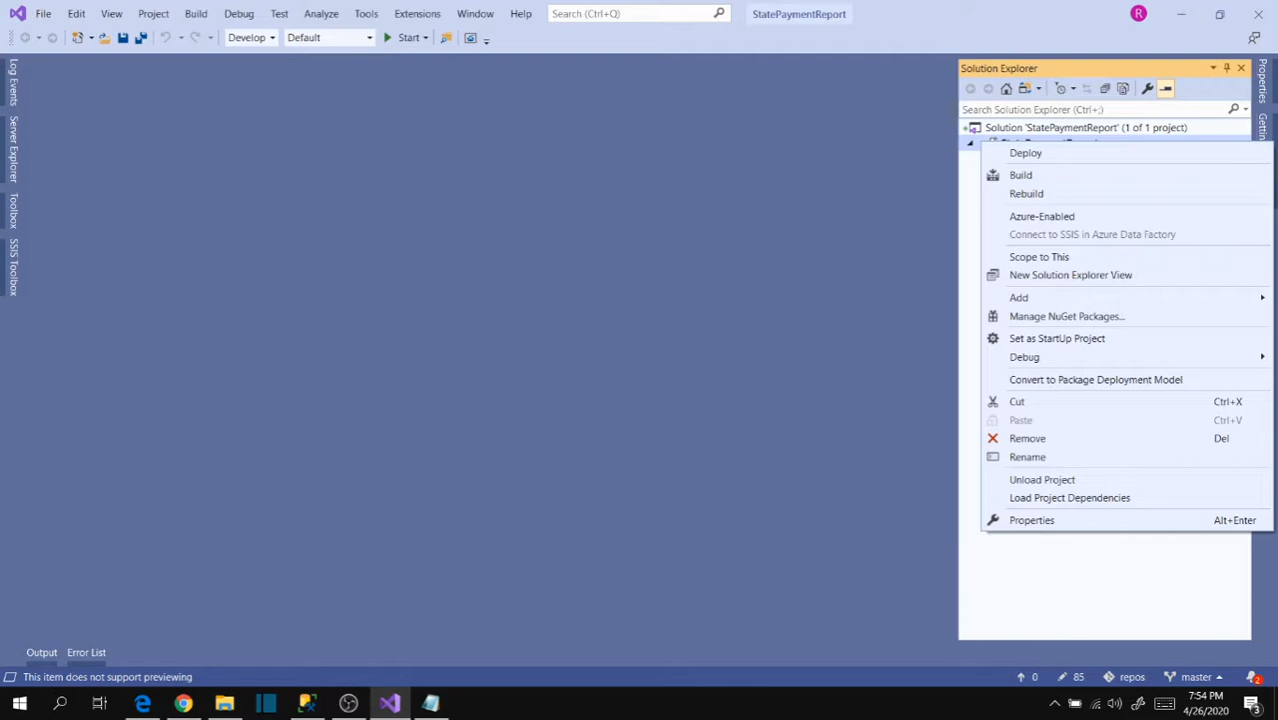 File Edit View Project Build Debug Test Analyze Tools Extensions Window Help Search (Ctrl+Q) StatePaymentReport R
Develop Default Start
Solution Explorer
Search Solution Explorer (Ctrl+;)
Solution 'StatePaymentReport' (1 of 1 project)
Deploy
Build
Rebuild
Azure-Enabled
Connect to SSIS in Azure Data Factory
Scope to This
New Solution Explorer View
Add
Manage NuGet Packages...
Set as StartUp Project
Debug
Convert to Package Deployment Model
Cut Ctrl+X
Paste Ctrl+V
Remove Del
Rename
Unload Project
Load Project Dependencies
Properties Alt+Enter
Log Events
Server Explorer
Toolbox
SSIS Toolbox
Properties
Output Error List
This item does not support previewing 0 85 repos master 2
7:54 PM
4/26/2020
3